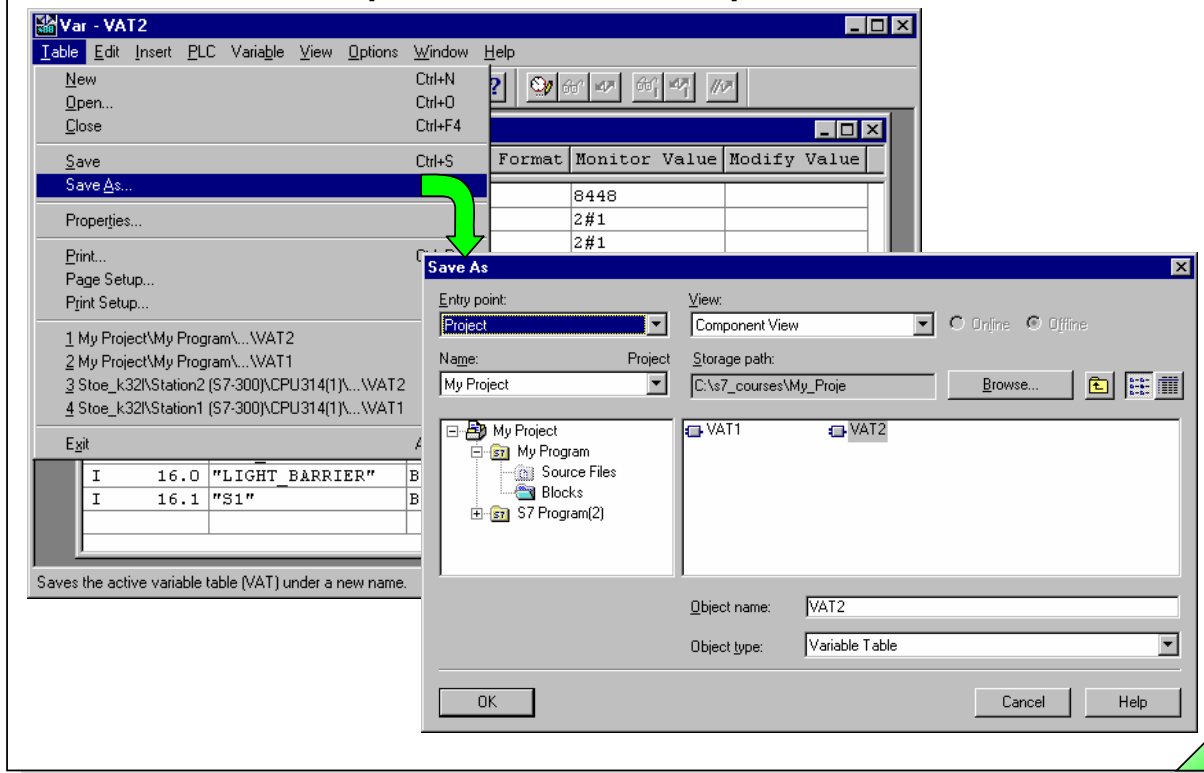 Var - VAT2
Table Edit Insert PLC Variable View Options Window Help
New Ctrl+N
Open... Ctrl+O
Close Ctrl+F4
Save Ctrl+S
Save As...
Properties...
Print...
Page Setup...
Print Setup...
1 My Project\My Program\...\VAT2
2 My Project\My Program\...\VAT1
3 Stoe_k32l\Station2 (S7-300)\CPU314(1)\...\VAT2
4 Stoe_k32l\Station1 (S7-300)\CPU314(1)\...\VAT1
Exit
Format Monitor Value Modify Value
8448
2#1
2#1
I 16.0 "LIGHT_BARRIER" B
I 16.1 "S1" B
Saves the active variable table (VAT) under a new name.
Save As
Entry point: View:
Project Component View Online Offline
Name: Project Storage path:
My Project C:\s7_courses\My_Proje Browse...
My Project
My Program
Source Files
Blocks
S7 Program(2)
VAT1 VAT2
Object name: VAT2
Object type: Variable Table
OK Cancel Help